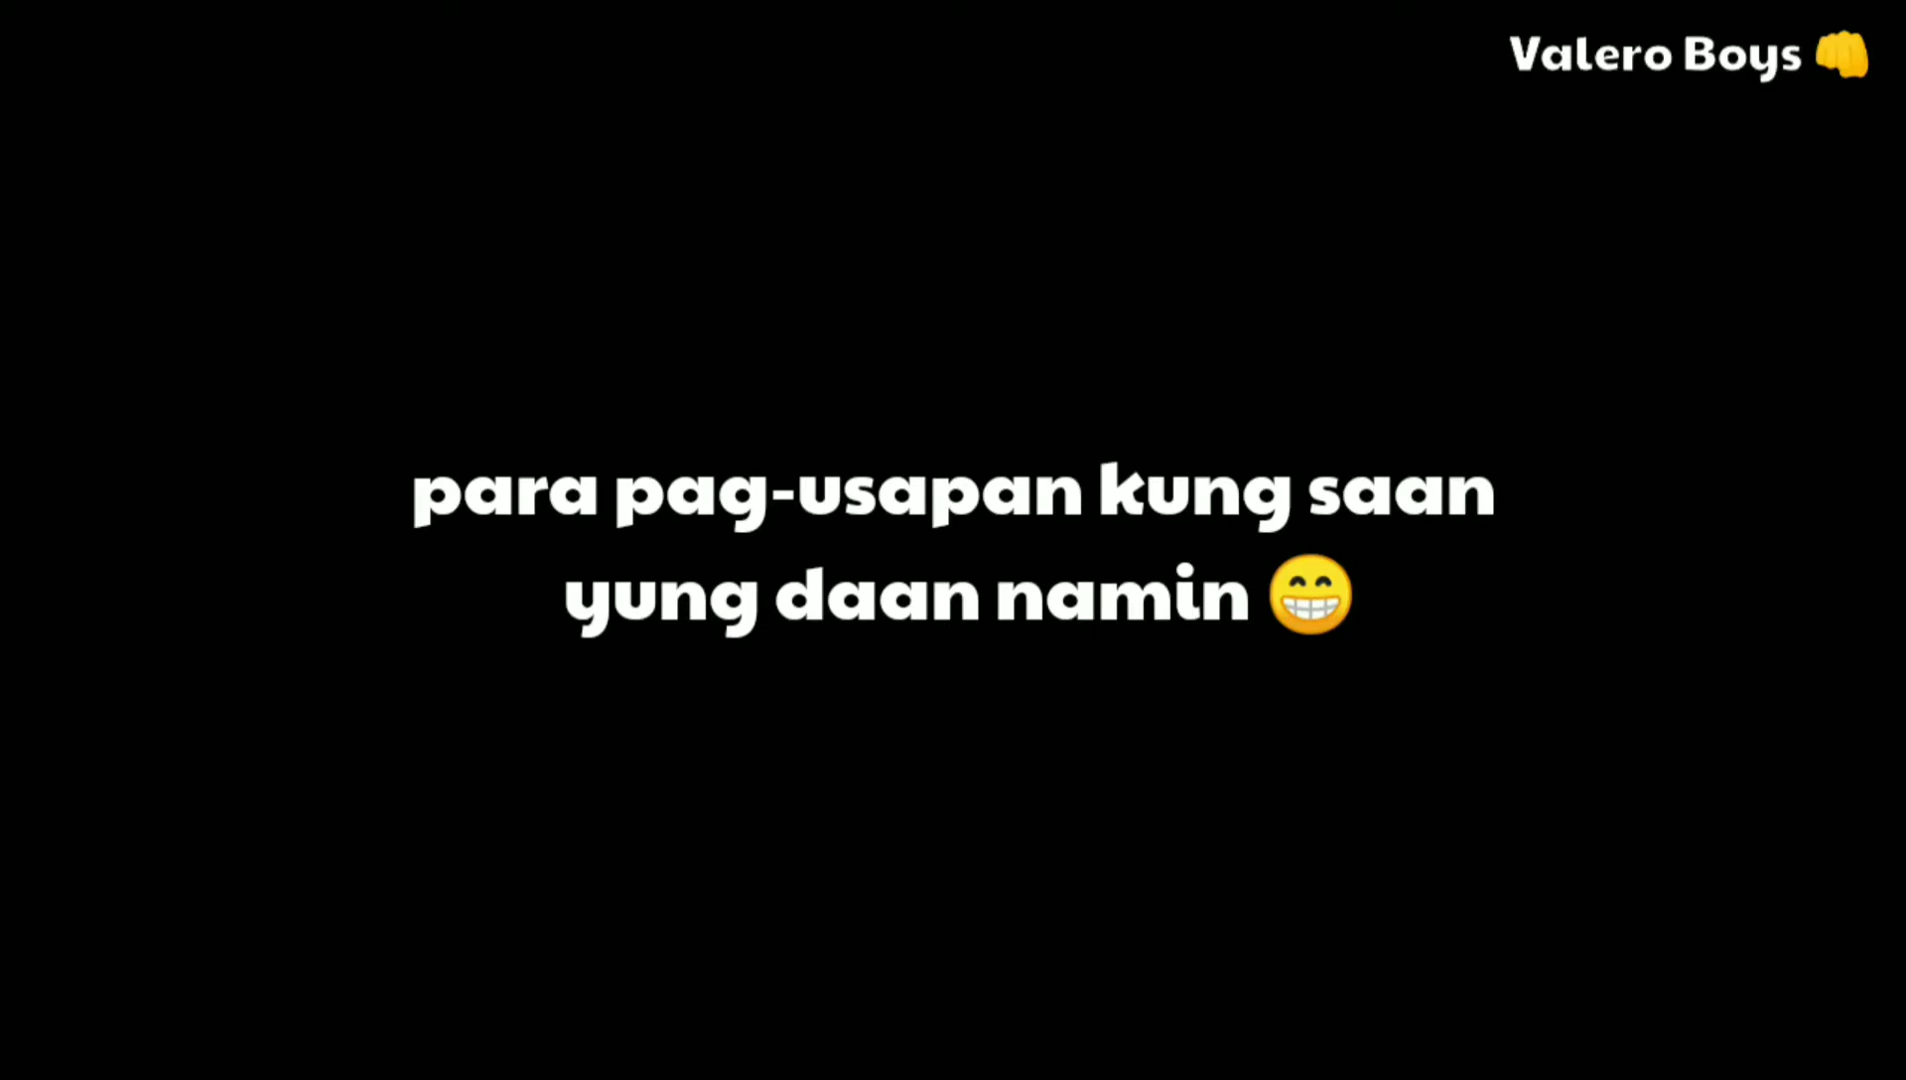 Valero Boys 👊
para pag-usapan kung saan
yung daan namin 😁